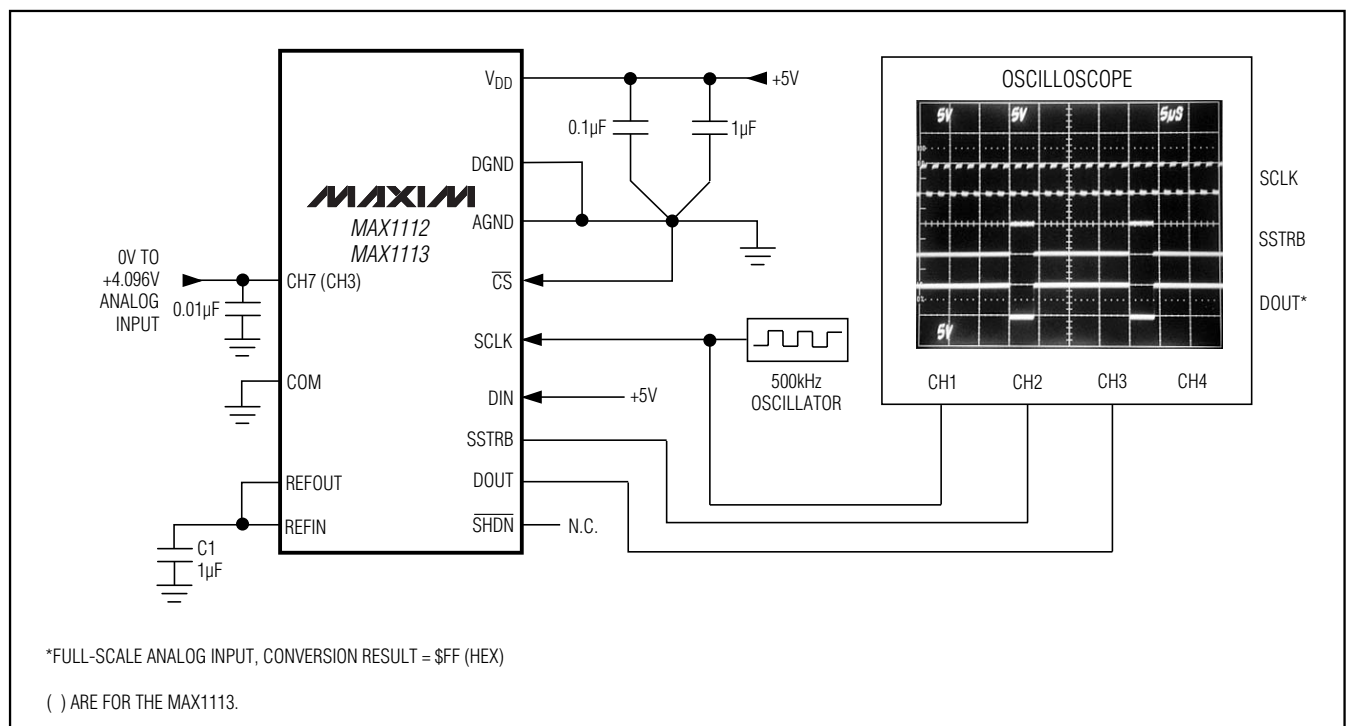 VDD
+5V
0.1µF
1µF
DGND
MAXIM
MAX1112
MAX1113
AGND
0V TO
+4.096V
ANALOG
INPUT
CH7 (CH3)
0.01µF
CS
SCLK
500kHz
OSCILLATOR
COM
DIN
+5V
SSTRB
REFOUT
DOUT
REFIN
SHDN
N.C.
C1
1µF
OSCILLOSCOPE
5V
5V
5µS
SCLK
SSTRB
DOUT*
5V
CH1
CH2
CH3
CH4
*FULL-SCALE ANALOG INPUT, CONVERSION RESULT = $FF (HEX)
( ) ARE FOR THE MAX1113.